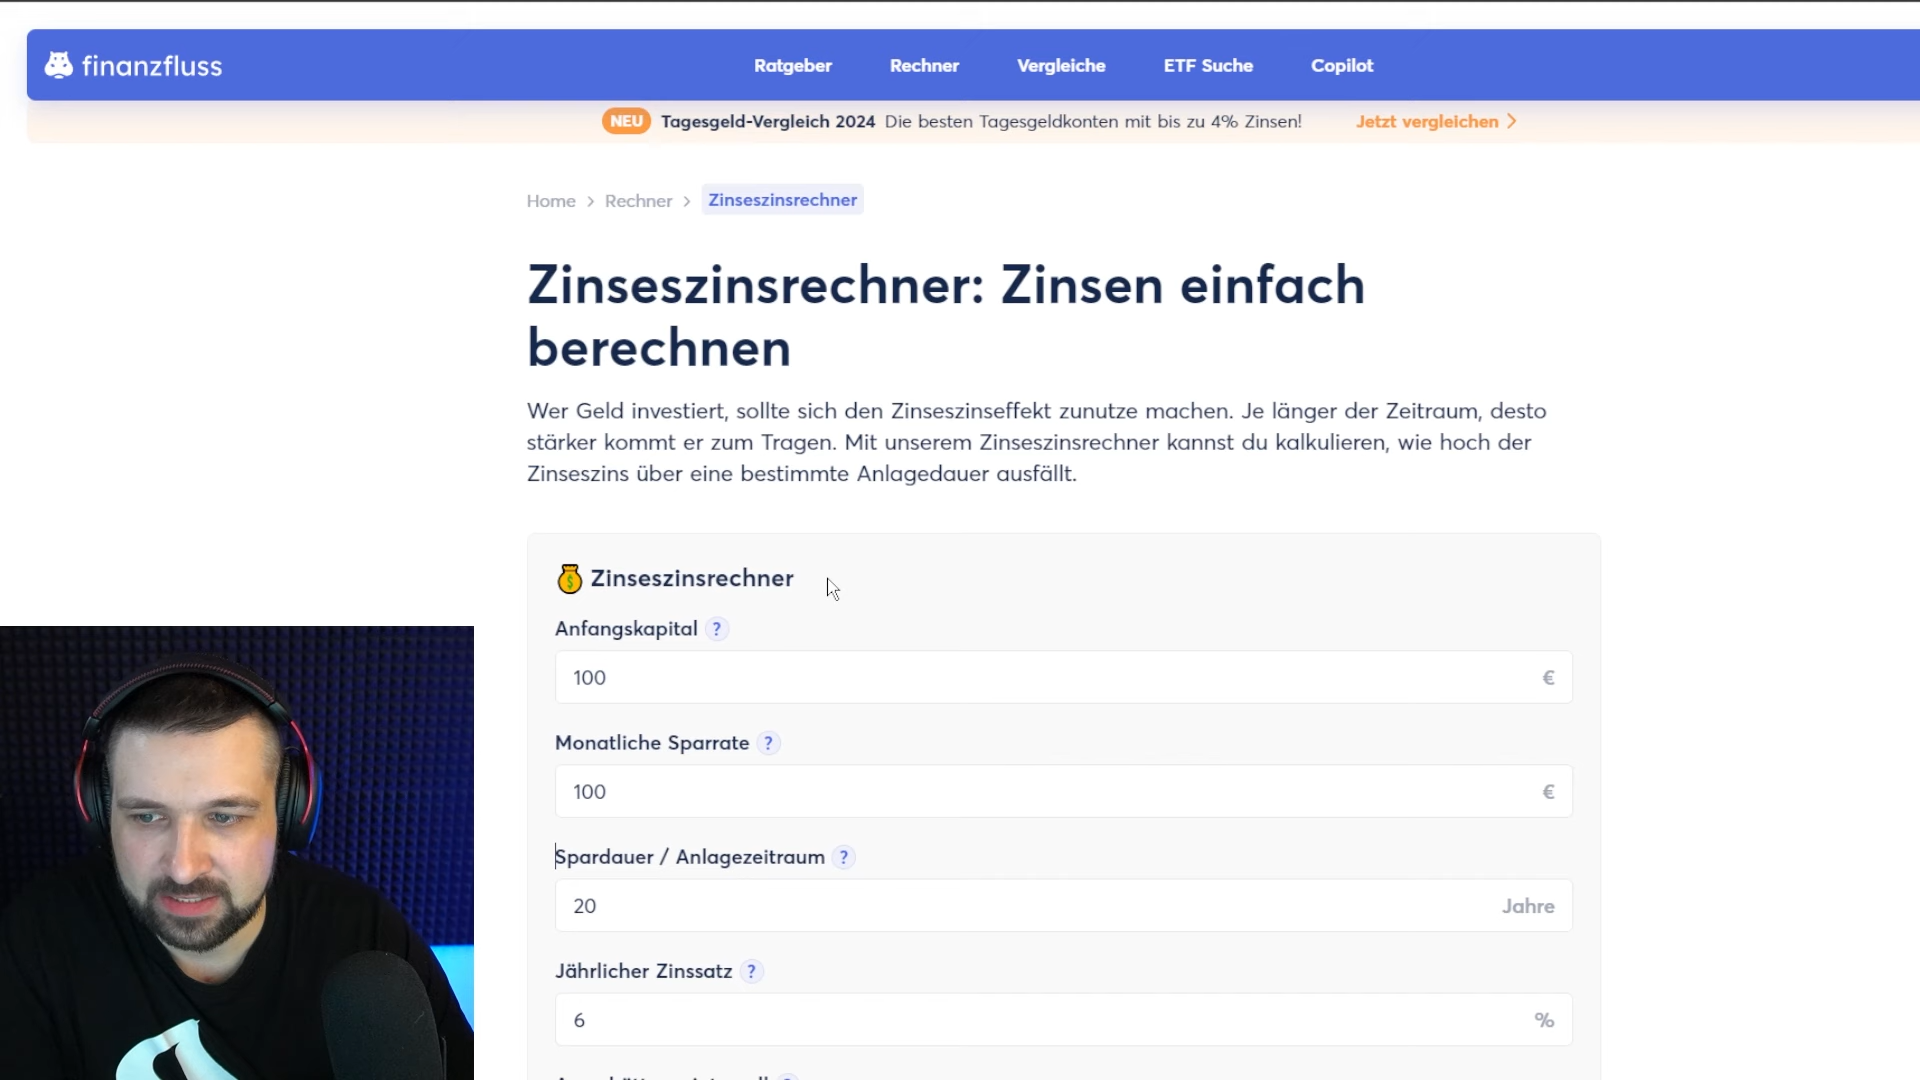 finanzfluss
Ratgeber Rechner Vergleiche ETF Suche Copilot
NEU Tagesgeld-Vergleich 2024 Die besten Tagesgeldkonten mit bis zu 4% Zinsen! Jetzt vergleichen
Home > Rechner > Zinseszinsrechner
Zinseszinsrechner: Zinsen einfach
berechnen
Wer Geld investiert, sollte sich den Zinseszinseffekt zunutze machen. Je länger der Zeitraum, desto
stärker kommt er zum Tragen. Mit unserem Zinseszinsrechner kannst du kalkulieren, wie hoch der
Zinseszins über eine bestimmte Anlagedauer ausfällt.
Zinseszinsrechner
Anfangskapital ?
100 €
Monatliche Sparrate ?
100 €
Spardauer / Anlagezeitraum ?
20 Jahre
Jährlicher Zinssatz ?
6 %